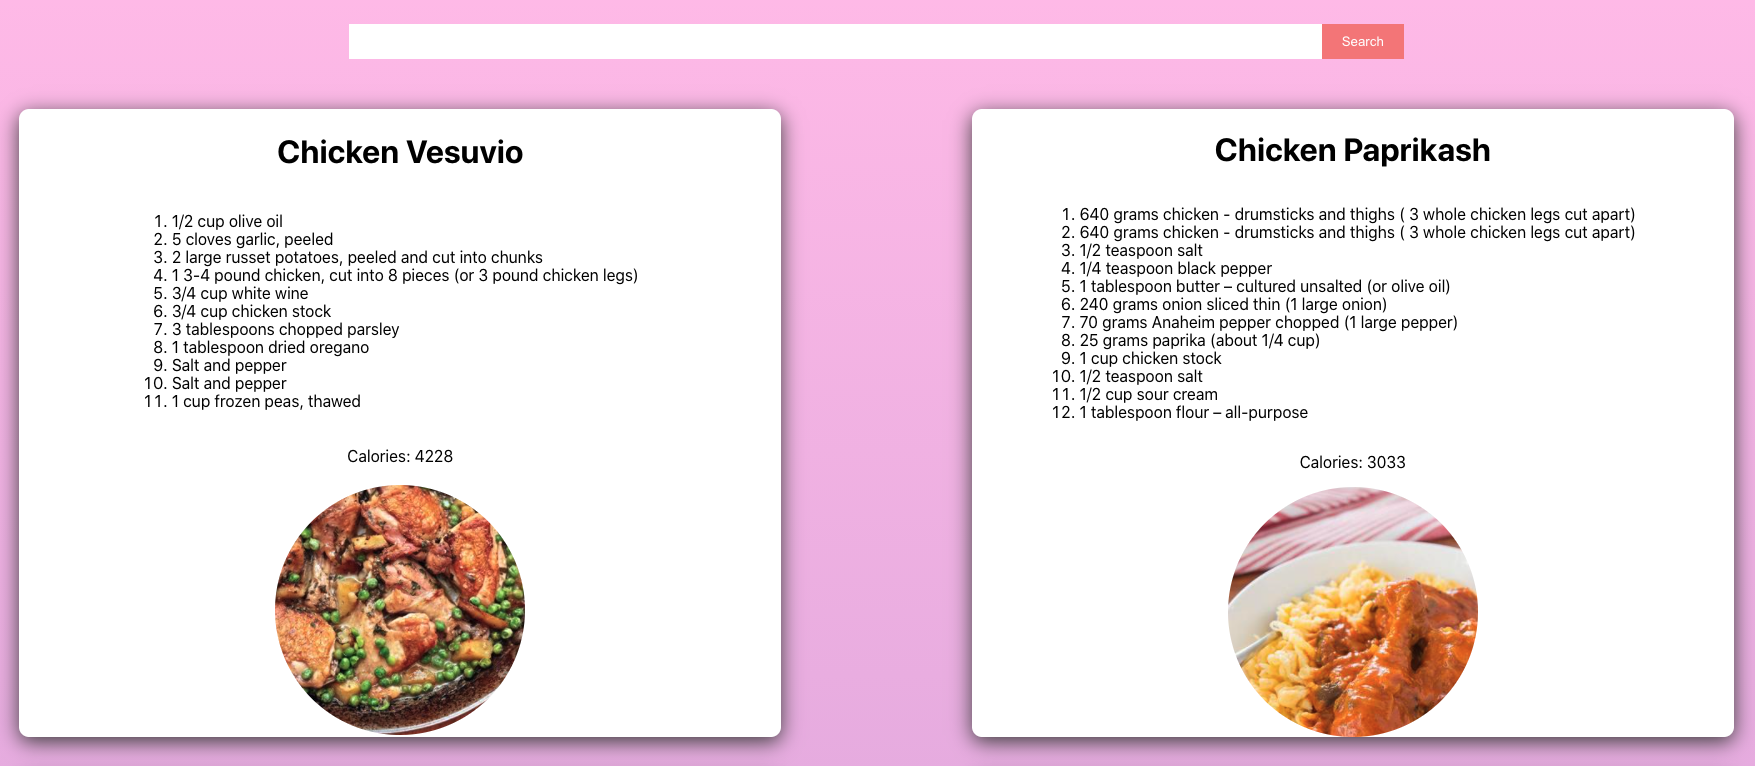 Search
Chicken Vesuvio
1. 1/2 cup olive oil
2. 5 cloves garlic, peeled
3. 2 large russet potatoes, peeled and cut into chunks
4. 1 3-4 pound chicken, cut into 8 pieces (or 3 pound chicken legs)
5. 3/4 cup white wine
6. 3/4 cup chicken stock
7. 3 tablespoons chopped parsley
8. 1 tablespoon dried oregano
9. Salt and pepper
10. Salt and pepper
11. 1 cup frozen peas, thawed
Calories: 4228
Chicken Paprikash
1. 640 grams chicken - drumsticks and thighs ( 3 whole chicken legs cut apart)
2. 640 grams chicken - drumsticks and thighs ( 3 whole chicken legs cut apart)
3. 1/2 teaspoon salt
4. 1/4 teaspoon black pepper
5. 1 tablespoon butter – cultured unsalted (or olive oil)
6. 240 grams onion sliced thin (1 large onion)
7. 70 grams Anaheim pepper chopped (1 large pepper)
8. 25 grams paprika (about 1/4 cup)
9. 1 cup chicken stock
10. 1/2 teaspoon salt
11. 1/2 cup sour cream
12. 1 tablespoon flour – all-purpose
Calories: 3033